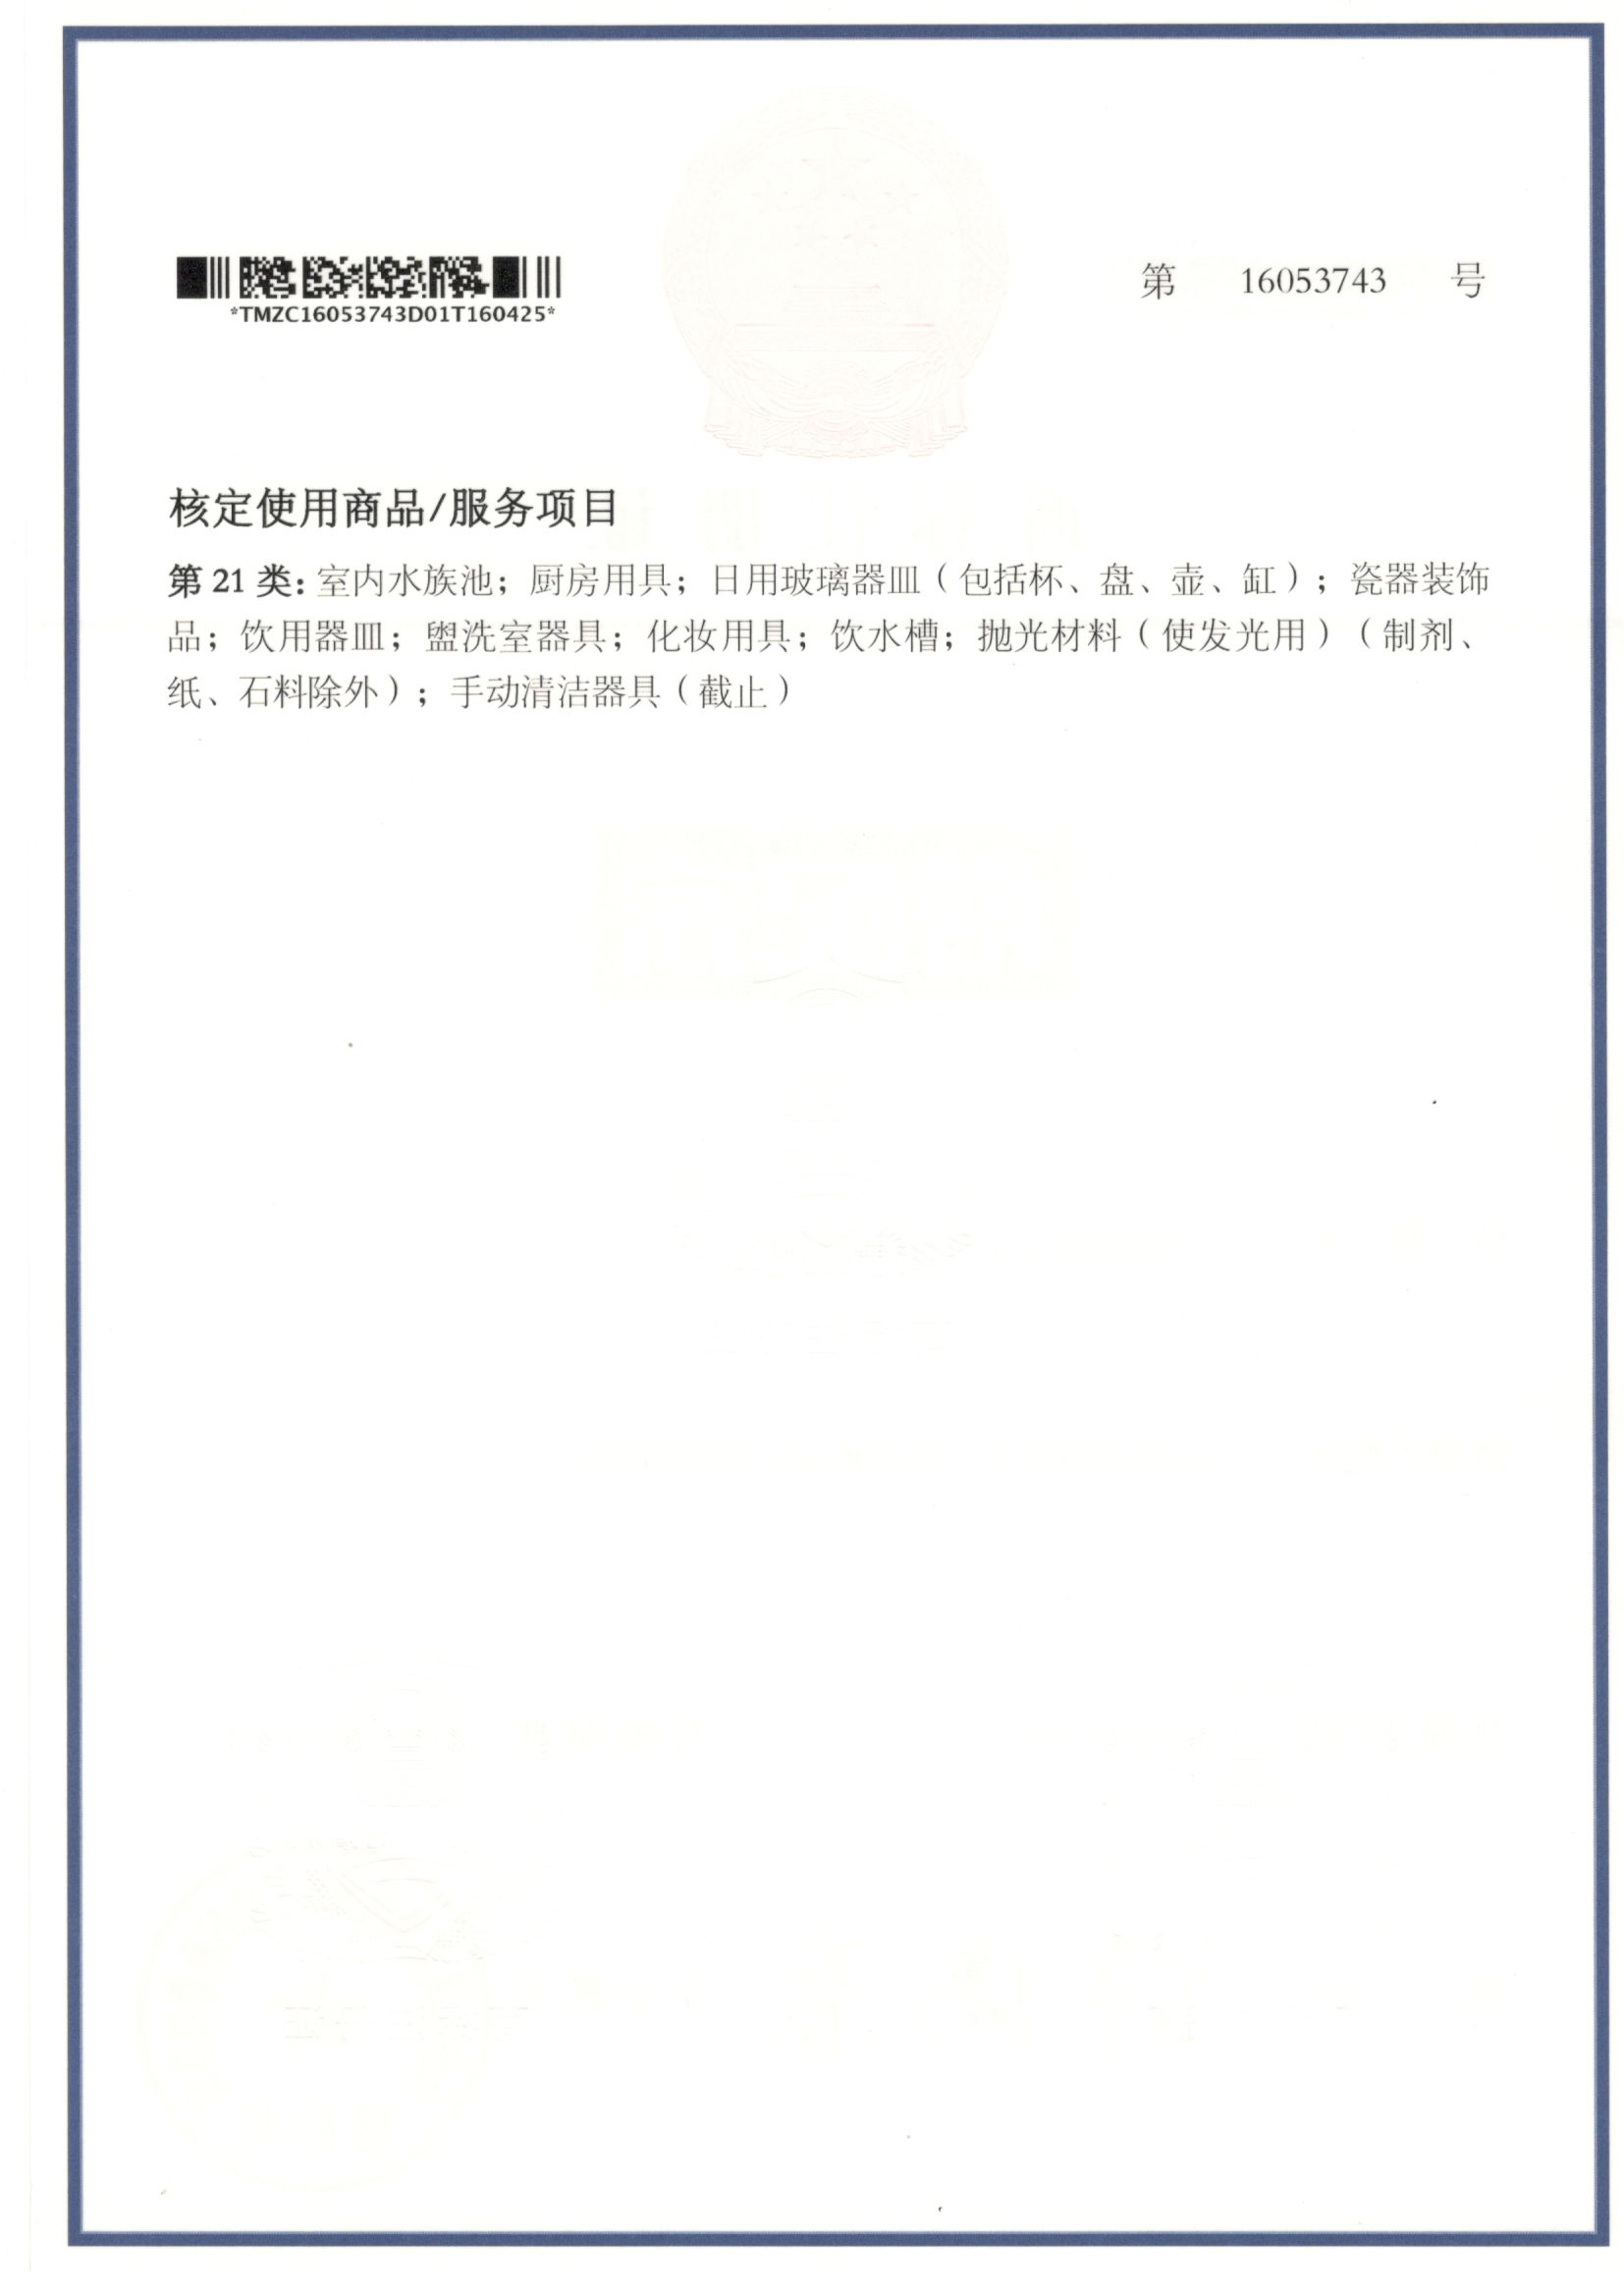 *TMZC16053743D01T160425*
第 16053743 号
核定使用商品/服务项目
第 21 类: 室内水族池；厨房用具；日用玻璃器皿（包括杯、盘、壶、缸）；瓷器装饰
品；饮用器皿；盥洗室器具；化妆用具；饮水槽；抛光材料（使发光用）（制剂、
纸、石料除外）；手动清洁器具（截止）